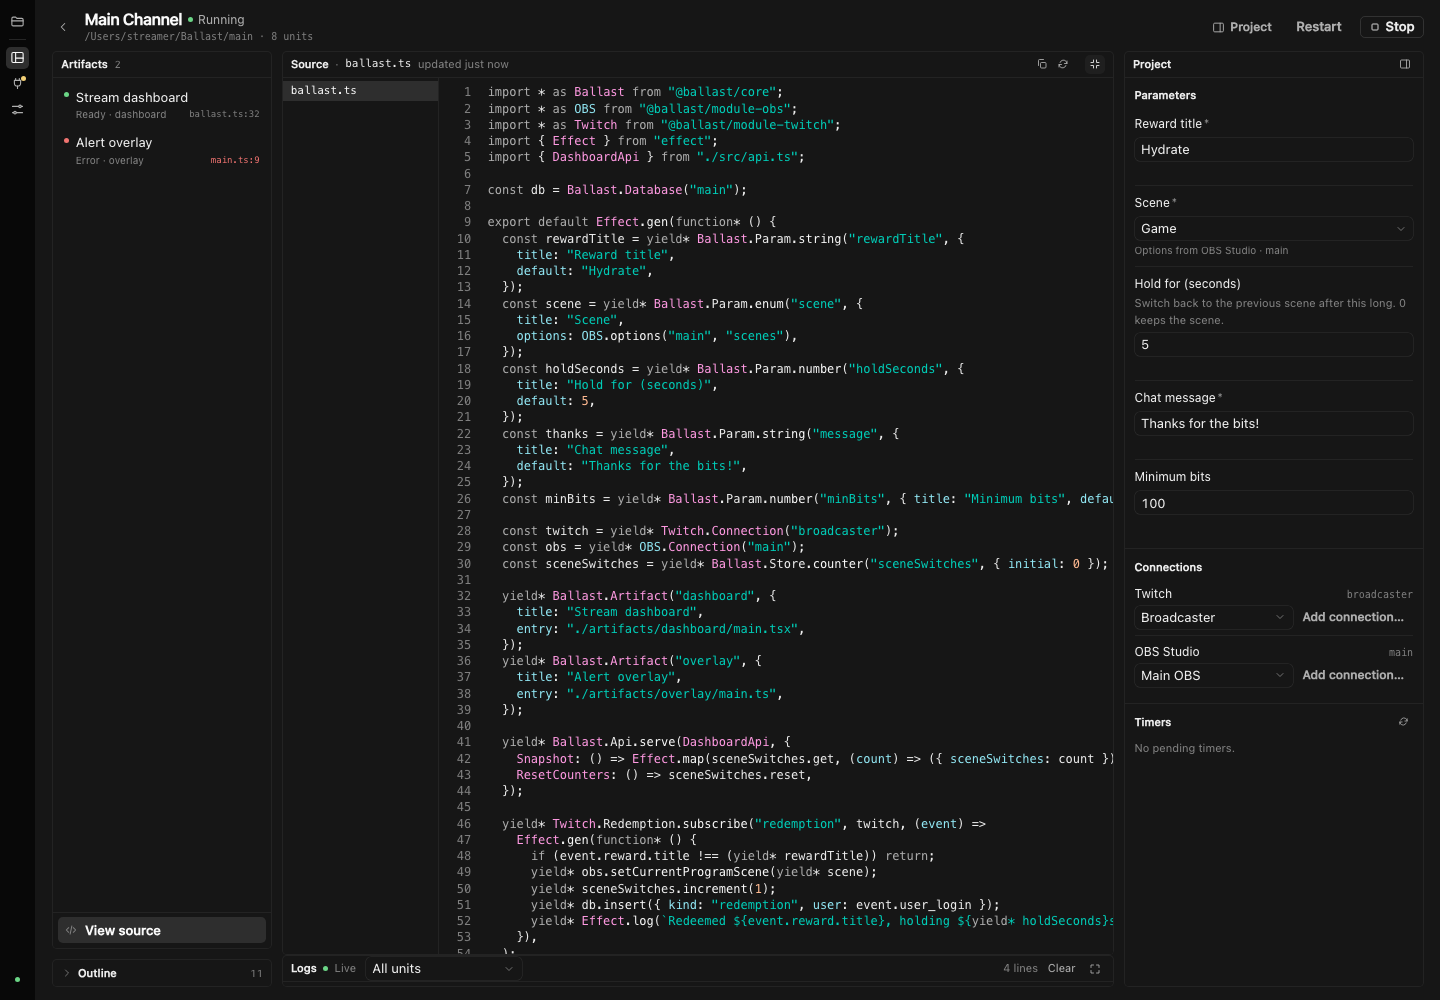 Main Channel Running
/Users/streamer/Ballast/main · 8 units
Project Restart Stop
Artifacts 2
Stream dashboard
Ready · dashboard ballast.ts:32
Alert overlay
Error · overlay main.ts:9
View source
Outline 11
Source · ballast.ts updated just now
ballast.ts
1 import * as Ballast from "@ballast/core";
2 import * as OBS from "@ballast/module-obs";
3 import * as Twitch from "@ballast/module-twitch";
4 import { Effect } from "effect";
5 import { DashboardApi } from "./src/api.ts";
6
7 const db = Ballast.Database("main");
8
9 export default Effect.gen(function* () {
10 const rewardTitle = yield* Ballast.Param.string("rewardTitle", {
11 title: "Reward title",
12 default: "Hydrate",
13 });
14 const scene = yield* Ballast.Param.enum("scene", {
15 title: "Scene",
16 options: OBS.options("main", "scenes"),
17 });
18 const holdSeconds = yield* Ballast.Param.number("holdSeconds", {
19 title: "Hold for (seconds)",
20 default: 5,
21 });
22 const thanks = yield* Ballast.Param.string("message", {
23 title: "Chat message",
24 default: "Thanks for the bits!",
25 });
26 const minBits = yield* Ballast.Param.number("minBits", { title: "Minimum bits", defau
27
28 const twitch = yield* Twitch.Connection("broadcaster");
29 const obs = yield* OBS.Connection("main");
30 const sceneSwitches = yield* Ballast.Store.counter("sceneSwitches", { initial: 0 });
31
32 yield* Ballast.Artifact("dashboard", {
33 title: "Stream dashboard",
34 entry: "./artifacts/dashboard/main.tsx",
35 });
36 yield* Ballast.Artifact("overlay", {
37 title: "Alert overlay",
38 entry: "./artifacts/overlay/main.ts",
39 });
40
41 yield* Ballast.Api.serve(DashboardApi, {
42 Snapshot: () => Effect.map(sceneSwitches.get, (count) => ({ sceneSwitches: count })
43 ResetCounters: () => sceneSwitches.reset,
44 });
45
46 yield* Twitch.Redemption.subscribe("redemption", twitch, (event) =>
47 Effect.gen(function* () {
48 if (event.reward.title !== (yield* rewardTitle)) return;
49 yield* obs.setCurrentProgramScene(yield* scene);
50 yield* sceneSwitches.increment(1);
51 yield* db.insert({ kind: "redemption", user: event.user_login });
52 yield* Effect.log(`Redeemed ${event.reward.title}, holding ${yield* holdSeconds}s
53 }),
54 );
Logs Live All units 4 lines Clear
Project
Parameters
Reward title *
Hydrate
Scene *
Game
Options from OBS Studio · main
Hold for (seconds)
Switch back to the previous scene after this long. 0
keeps the scene.
5
Chat message *
Thanks for the bits!
Minimum bits
100
Connections
Twitch broadcaster
Broadcaster Add connection...
OBS Studio main
Main OBS Add connection...
Timers
No pending timers.